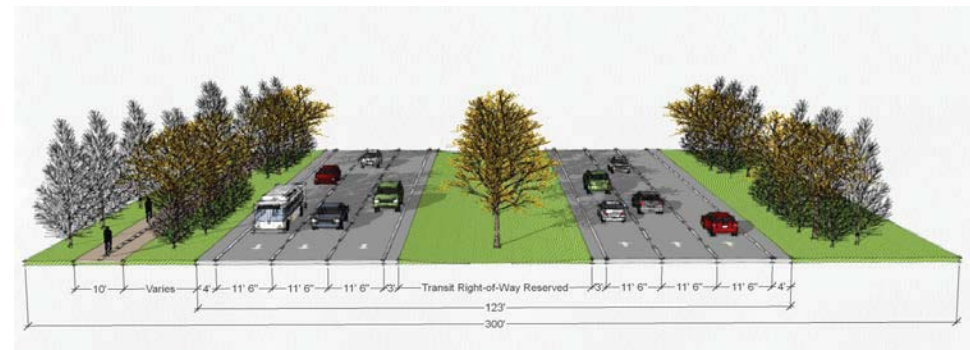 10' Varies 4' 11' 6" 11' 6" 11' 6" 3' Transit Right-of-Way Reserved 3' 11' 6" 11' 6" 11' 6" 4'
123'
300'